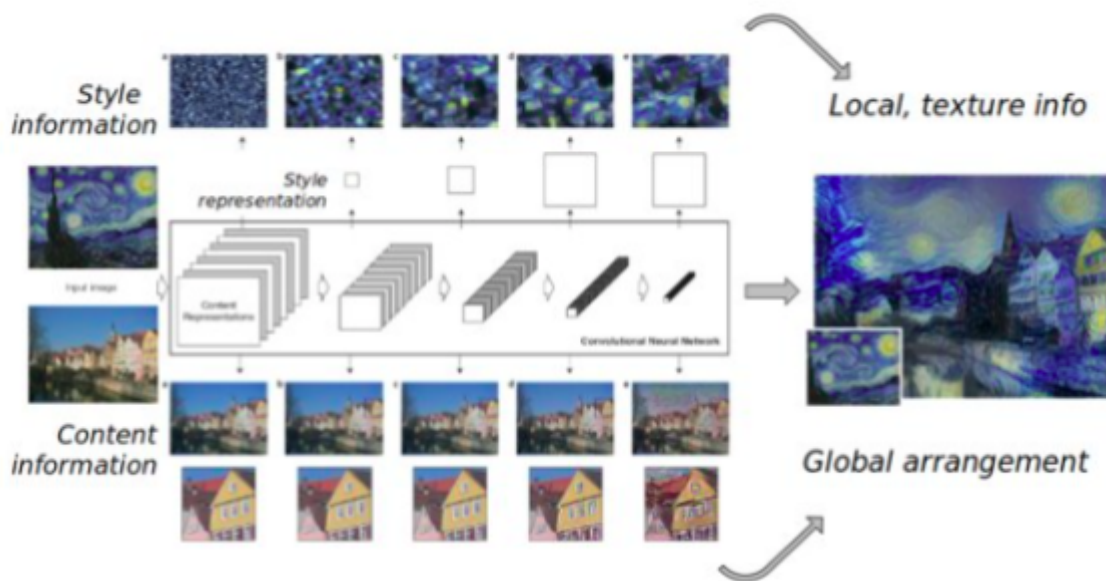 a
b
c
d
e
Style
information
Local, texture info
Style
representation
Input image
Content
Representations
Convolutional Neural Network
a
b
c
d
e
Content
information
Global arrangement